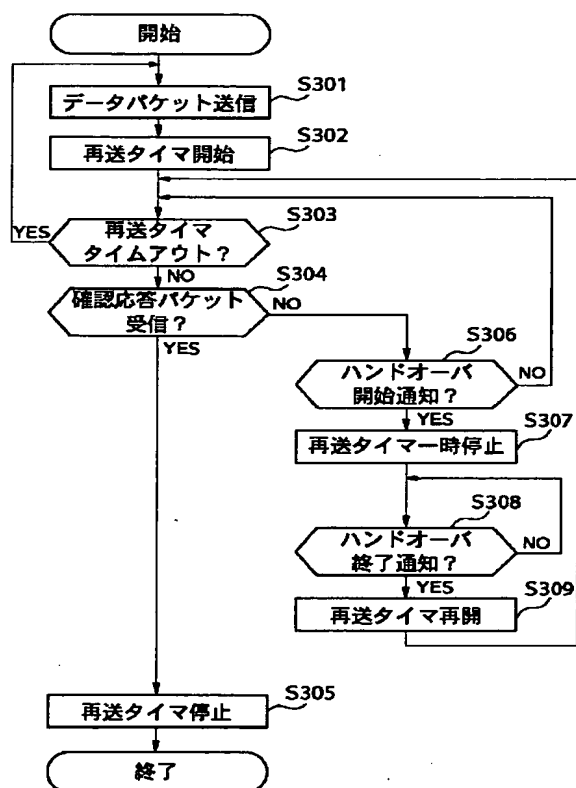 開始
S301
データパケット送信
S302
再送タイマ開始
S303
再送タイマ
タイムアウト？
YES
NO
S304
確認応答パケット
受信？
NO
YES
S306
ハンドオーバ
開始通知？
NO
YES
S307
再送タイマ一時停止
S308
ハンドオーバ
終了通知？
NO
YES
S309
再送タイマ再開
S305
再送タイマ停止
終了